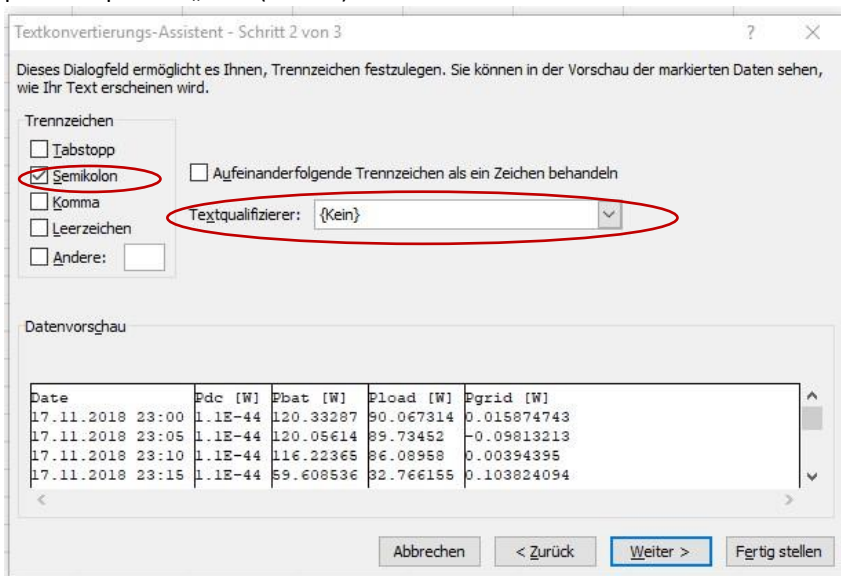 Textkonvertierungs-Assistent - Schritt 2 von 3 ? ×
Dieses Dialogfeld ermöglicht es Ihnen, Trennzeichen festzulegen. Sie können in der Vorschau der markierten Daten sehen,
wie Ihr Text erscheinen wird.
Trennzeichen
Tabstopp
Semikolon
Komma
Leerzeichen
Andere:
Aufeinanderfolgende Trennzeichen als ein Zeichen behandeln
Textqualifizierer: {Kein}
Datenvorschau
Date Pdc [W] Pbat [W] Pload [W] Pgrid [W]
17.11.2018 23:00 1.1E-44 120.33287 90.067314 0.015874743
17.11.2018 23:05 1.1E-44 120.05614 89.73452 -0.09813213
17.11.2018 23:10 1.1E-44 116.22365 86.08958 0.00394395
17.11.2018 23:15 1.1E-44 59.608536 32.766155 0.103824094
Abbrechen < Zurück Weiter > Fertig stellen